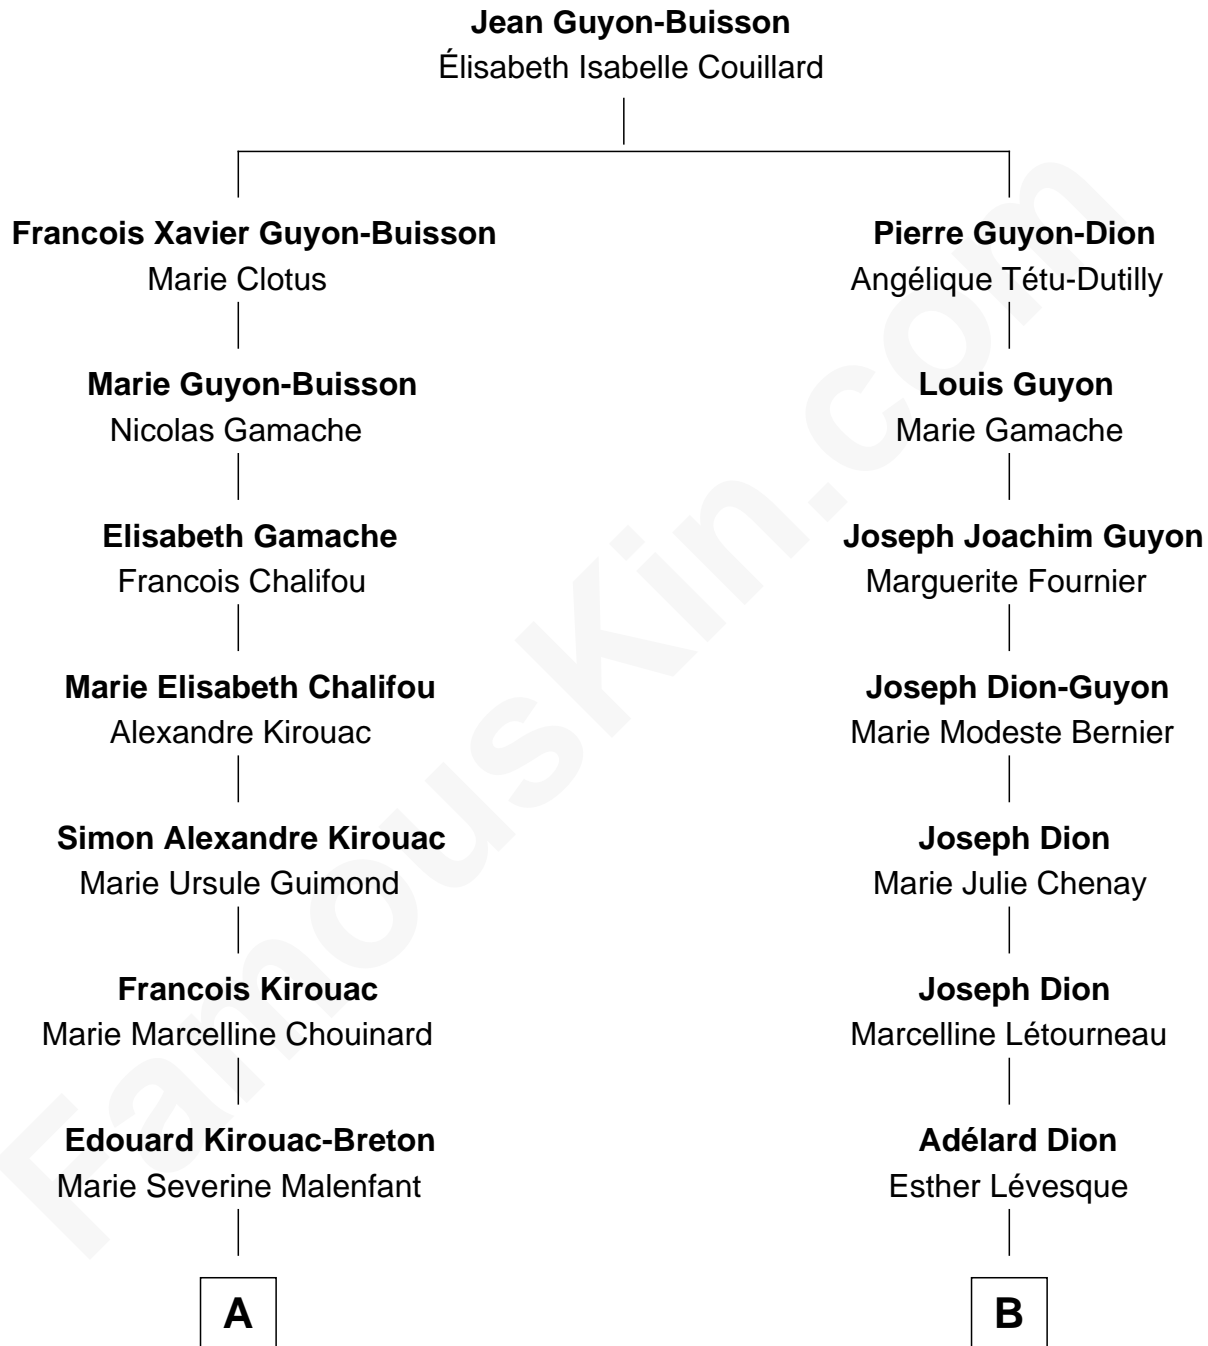 Jean Guyon-Buisson
Élisabeth Isabelle Couillard
Francois Xavier Guyon-Buisson
Marie Clotus
Pierre Guyon-Dion
Angélique Tétu-Dutilly
Marie Guyon-Buisson
Nicolas Gamache
Louis Guyon
Marie Gamache
Elisabeth Gamache
Francois Chalifou
Joseph Joachim Guyon
Marguerite Fournier
Marie Elisabeth Chalifou
Alexandre Kirouac
Joseph Dion-Guyon
Marie Modeste Bernier
Simon Alexandre Kirouac
Marie Ursule Guimond
Joseph Dion
Marie Julie Chenay
Francois Kirouac
Marie Marcelline Chouinard
Joseph Dion
Marcelline Létourneau
Edouard Kirouac-Breton
Marie Severine Malenfant
Adélard Dion
Esther Lévesque
A
B
FamousKin.com